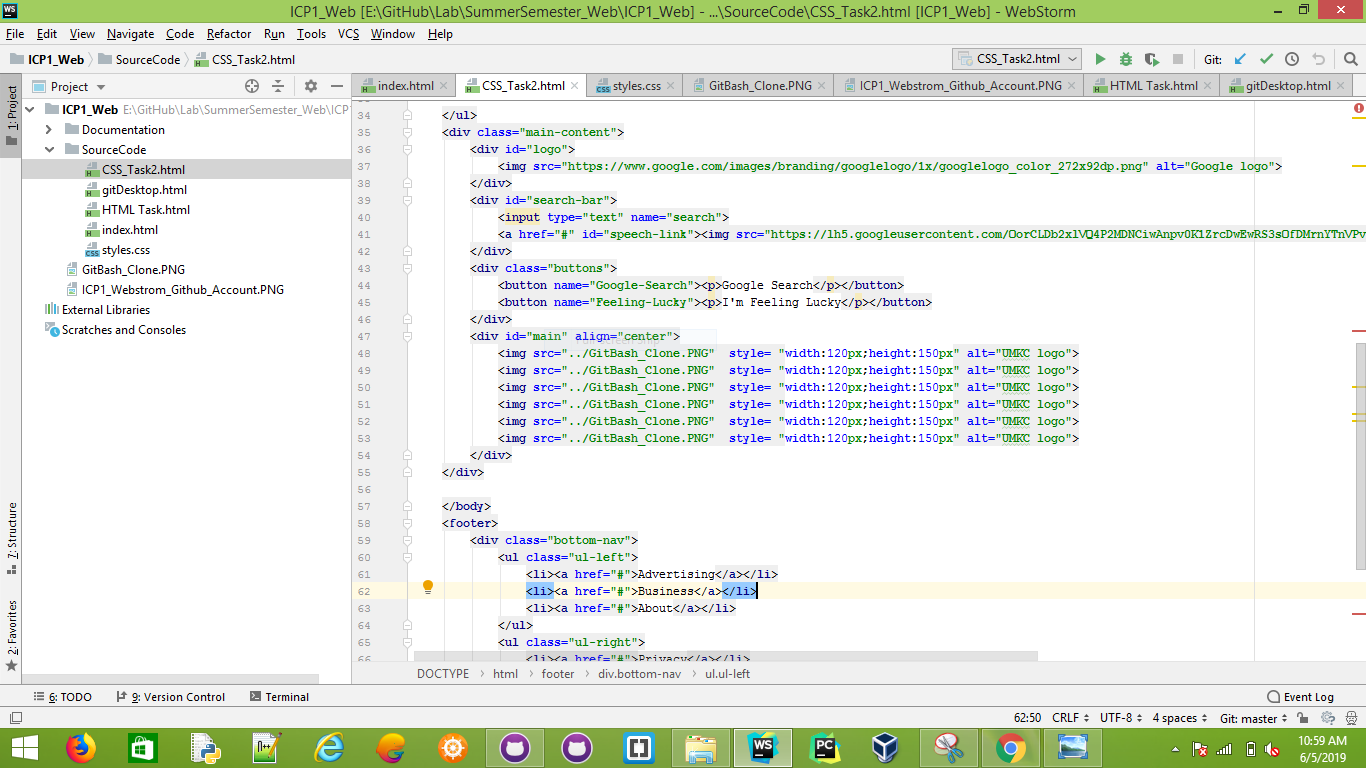 ICP1_Web [E:\GitHub\Lab\SummerSemester_Web\ICP1_Web] - ...\SourceCode\CSS_Task2.html [ICP1_Web] - WebStorm
File Edit View Navigate Code Refactor Run Tools VCS Window Help
ICP1_Web SourceCode CSS_Task2.html CSS_Task2.html Git:
Project index.html CSS_Task2.html styles.css GitBash_Clone.PNG ICP1_Webstrom_Github_Account.PNG HTML Task.html gitDesktop.html
1: Project
7: Structure
2: Favorites
ICP1_Web E:\GitHub\Lab\SummerSemester_Web\ICP1
Documentation
SourceCode
CSS_Task2.html
gitDesktop.html
HTML Task.html
index.html
styles.css
GitBash_Clone.PNG
ICP1_Webstrom_Github_Account.PNG
External Libraries
Scratches and Consoles
34 </ul>
35 <div class="main-content">
36 <div id="logo">
37 <img src="https://www.google.com/images/branding/googlelogo/1x/googlelogo_color_272x92dp.png" alt="Google logo">
38 </div>
39 <div id="search-bar">
40 <input type="text" name="search">
41 <a href="#" id="speech-link"><img src="https://lh5.googleusercontent.com/OorCLDb2xlVQ4P2MDNCiwAnpv0K1ZrcDwEwRS3sOfDMrnYTnVPv
42 </div>
43 <div class="buttons">
44 <button name="Google-Search"><p>Google Search</p></button>
45 <button name="Feeling-Lucky"><p>I'm Feeling Lucky</p></button>
46 </div>
47 <div id="main" align="center">
48 <img src="../GitBash_Clone.PNG" style= "width:120px;height:150px" alt="UMKC logo">
49 <img src="../GitBash_Clone.PNG" style= "width:120px;height:150px" alt="UMKC logo">
50 <img src="../GitBash_Clone.PNG" style= "width:120px;height:150px" alt="UMKC logo">
51 <img src="../GitBash_Clone.PNG" style= "width:120px;height:150px" alt="UMKC logo">
52 <img src="../GitBash_Clone.PNG" style= "width:120px;height:150px" alt="UMKC logo">
53 <img src="../GitBash_Clone.PNG" style= "width:120px;height:150px" alt="UMKC logo">
54 </div>
55 </div>
56
57 </body>
58 <footer>
59 <div class="bottom-nav">
60 <ul class="ul-left">
61 <li><a href="#">Advertising</a></li>
62 <li><a href="#">Business</a></li>
63 <li><a href="#">About</a></li>
64 </ul>
65 <ul class="ul-right">
66 <li><a href="#">Privacy</a></li>
DOCTYPE html footer div.bottom-nav ul.ul-left
6: TODO 9: Version Control Terminal Event Log
62:50 CRLF UTF-8 4 spaces Git: master
WS PC
10:59 AM
6/5/2019